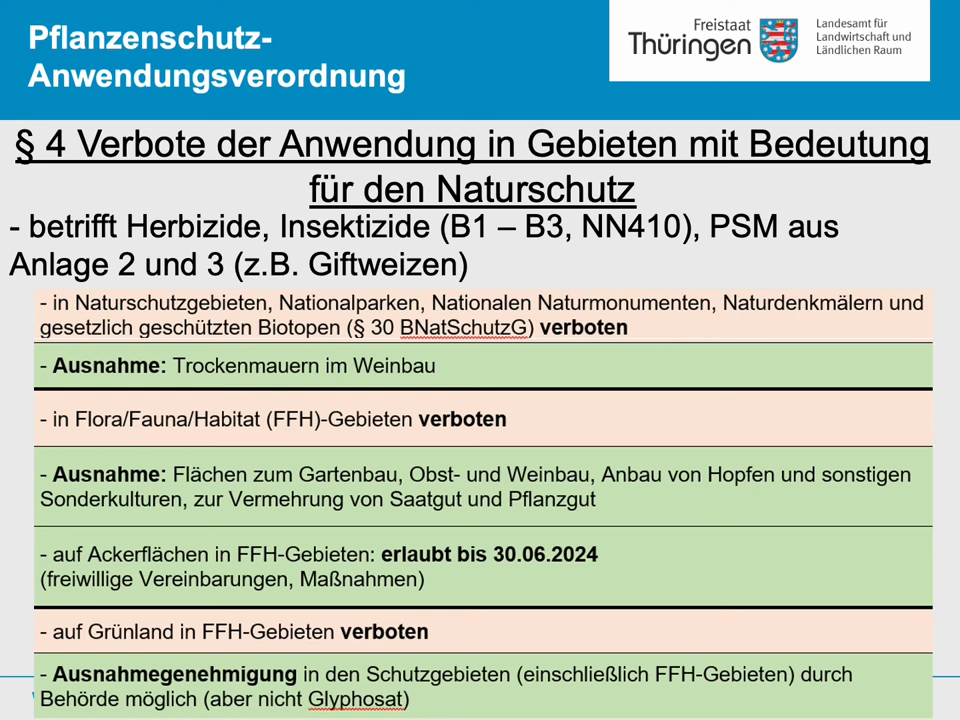 Pflanzenschutz-
Anwendungsverordnung
Freistaat
Thüringen
Landesamt für
Landwirtschaft und
Ländlichen Raum
§ 4 Verbote der Anwendung in Gebieten mit Bedeutung
für den Naturschutz
- betrifft Herbizide, Insektizide (B1 – B3, NN410), PSM aus
Anlage 2 und 3 (z.B. Giftweizen)
- in Naturschutzgebieten, Nationalparken, Nationalen Naturmonumenten, Naturdenkmälern und
gesetzlich geschützten Biotopen (§ 30 BNatSchutzG) verboten
- Ausnahme: Trockenmauern im Weinbau
- in Flora/Fauna/Habitat (FFH)-Gebieten verboten
- Ausnahme: Flächen zum Gartenbau, Obst- und Weinbau, Anbau von Hopfen und sonstigen
Sonderkulturen, zur Vermehrung von Saatgut und Pflanzgut
- auf Ackerflächen in FFH-Gebieten: erlaubt bis 30.06.2024
(freiwillige Vereinbarungen, Maßnahmen)
- auf Grünland in FFH-Gebieten verboten
- Ausnahmegenehmigung in den Schutzgebieten (einschließlich FFH-Gebieten) durch
Behörde möglich (aber nicht Glyphosat)